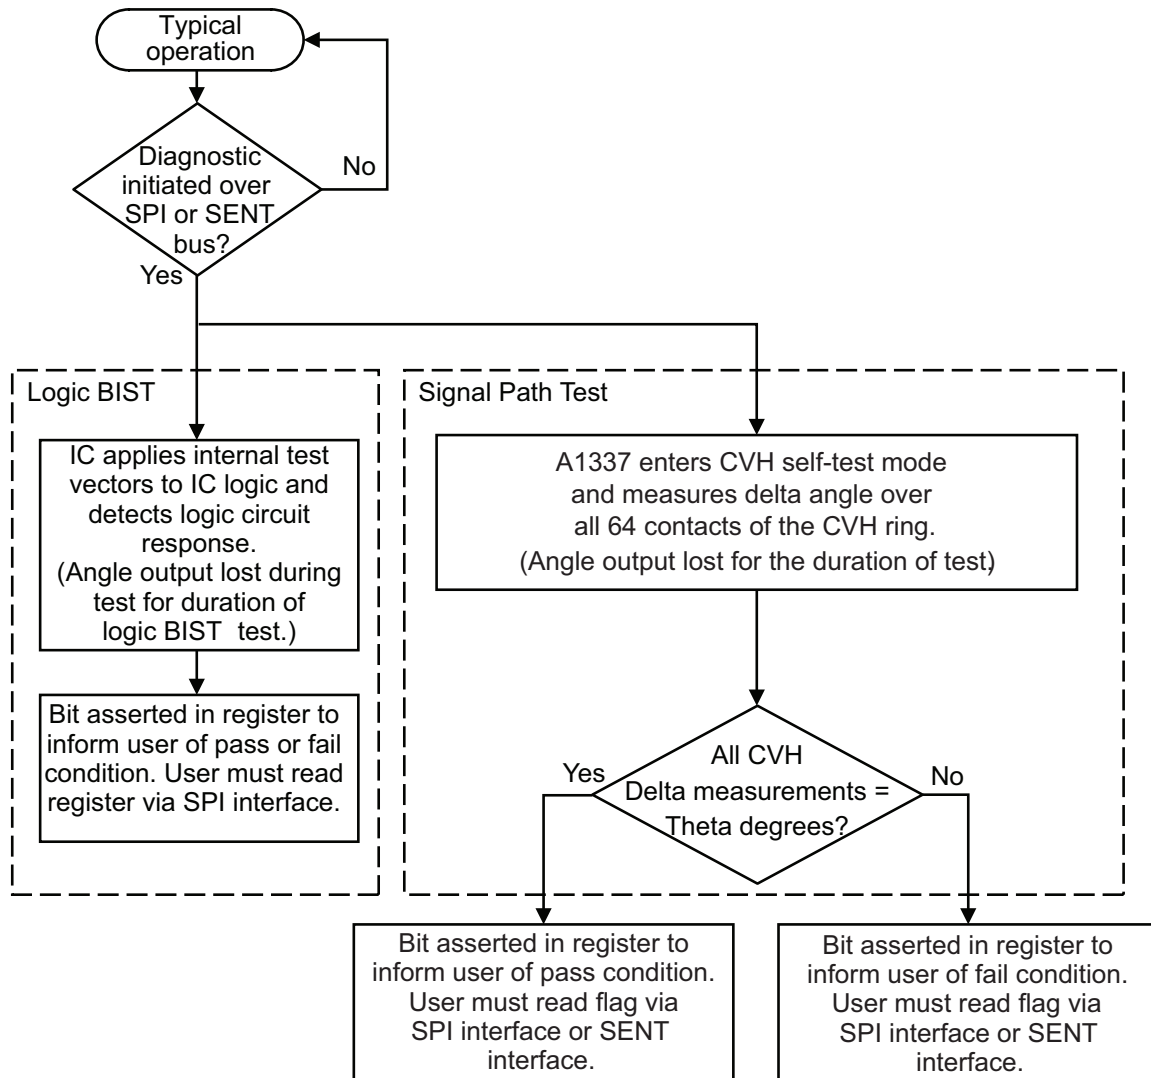 Typical
operation
Diagnostic
initiated over
SPI or SENT
bus?
No
Yes
Logic BIST
IC applies internal test
vectors to IC logic and
detects logic circuit
response.
(Angle output lost during
test for duration of
logic BIST test.)
Bit asserted in register to
inform user of pass or fail
condition. User must read
register via SPI interface.
Signal Path Test
A1337 enters CVH self-test mode
and measures delta angle over
all 64 contacts of the CVH ring.
(Angle output lost for the duration of test.)
All CVH
Delta measurements =
Theta degrees?
Yes
No
Bit asserted in register to
inform user of pass condition.
User must read flag via
SPI interface or SENT
interface.
Bit asserted in register to
inform user of fail condition.
User must read flag via
SPI interface or SENT
interface.